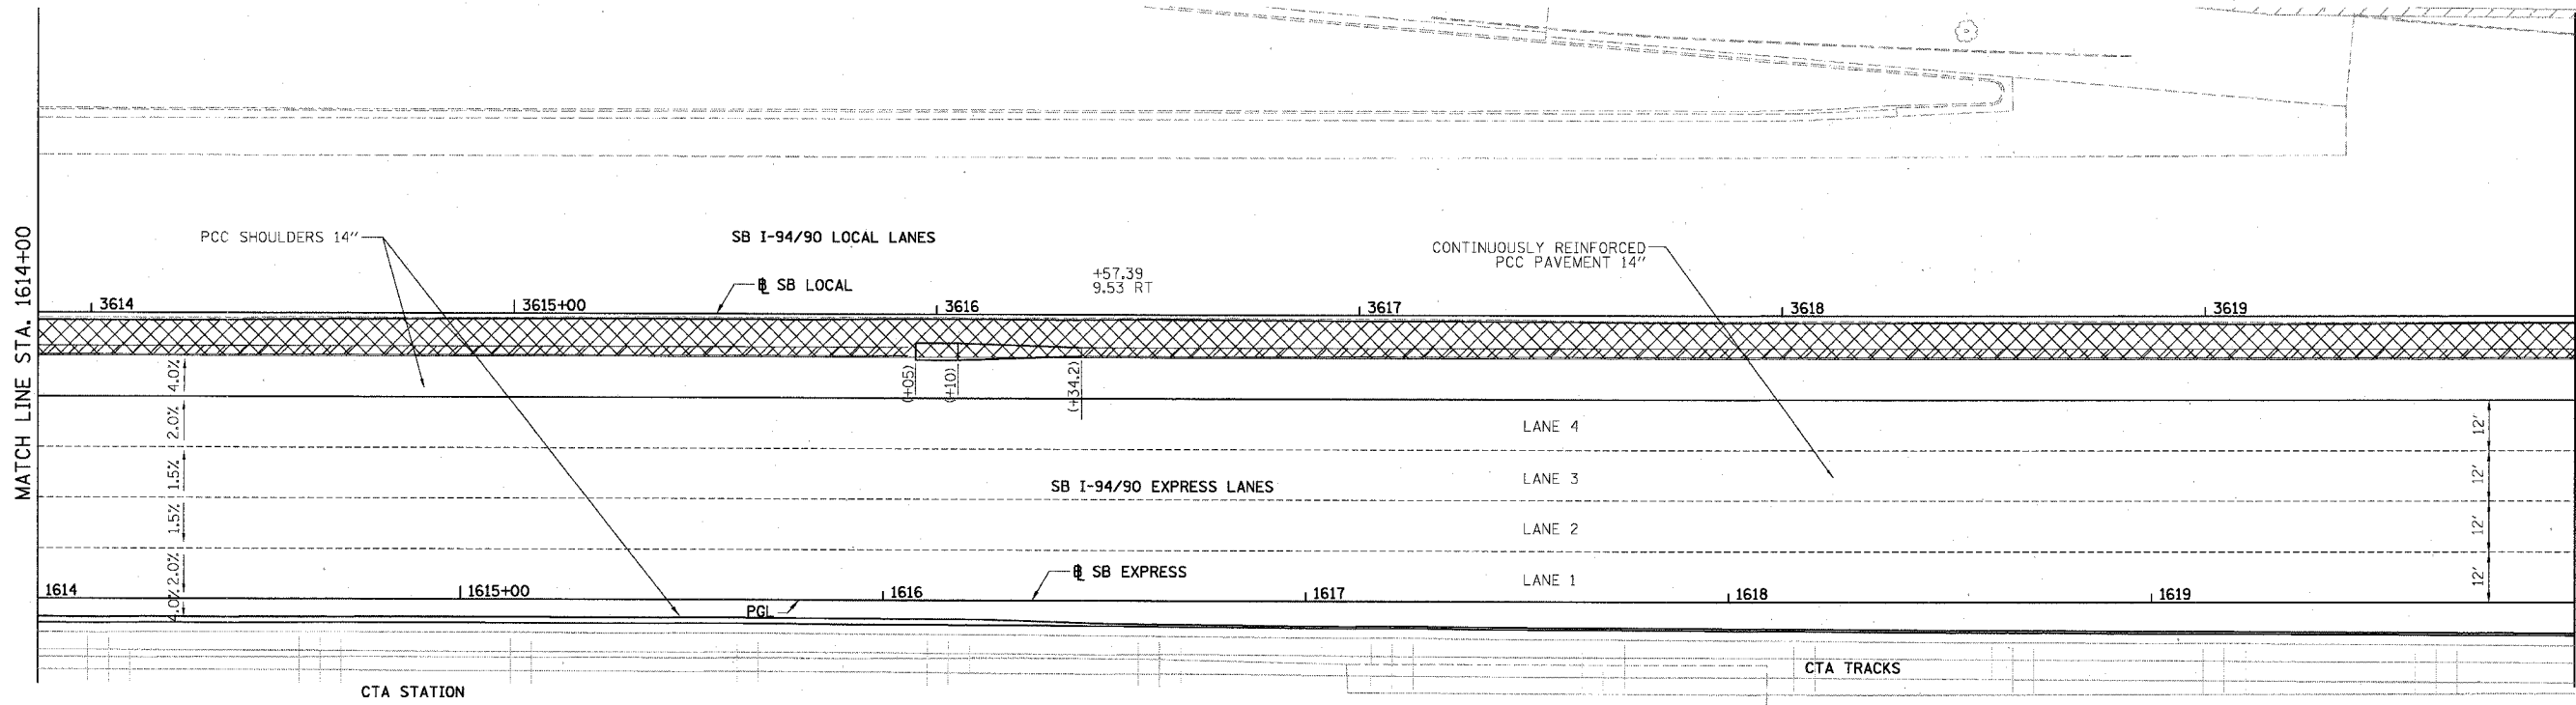 MATCH LINE STA. 1614+00
PCC SHOULDERS 14"
SB I-94/90 LOCAL LANES
CONTINUOUSLY REINFORCED
PCC PAVEMENT 14"
+57.39
9.53 RT
SB LOCAL
3614
3615+00
3616
3617
3618
3619
4.0%
2.0%
1.5%
1.5%
2.0%
4.0%
(+05)
(+10)
(+34.2)
LANE 4
LANE 3
SB I-94/90 EXPRESS LANES
LANE 2
LANE 1
12'
12'
12'
12'
SB EXPRESS
1614
1615+00
1616
1617
1618
1619
PGL
CTA TRACKS
CTA STATION